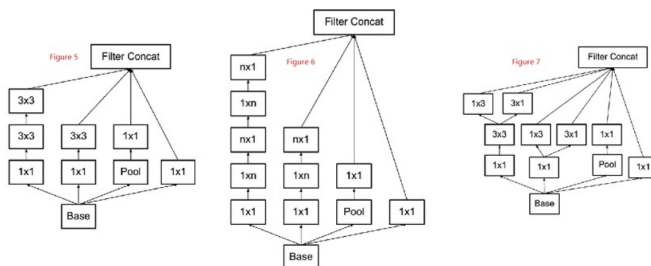 Figure 5
Filter Concat
3x3
3x3
3x3
1x1
1x1
1x1
Pool
1x1
Base
Filter Concat
Figure 6
nx1
1xn
nx1
nx1
1xn
1xn
1x1
1x1
1x1
Pool
1x1
Base
Figure 7
Filter Concat
1x3
3x1
3x3
1x3
3x1
1x1
1x1
1x1
Pool
1x1
Base